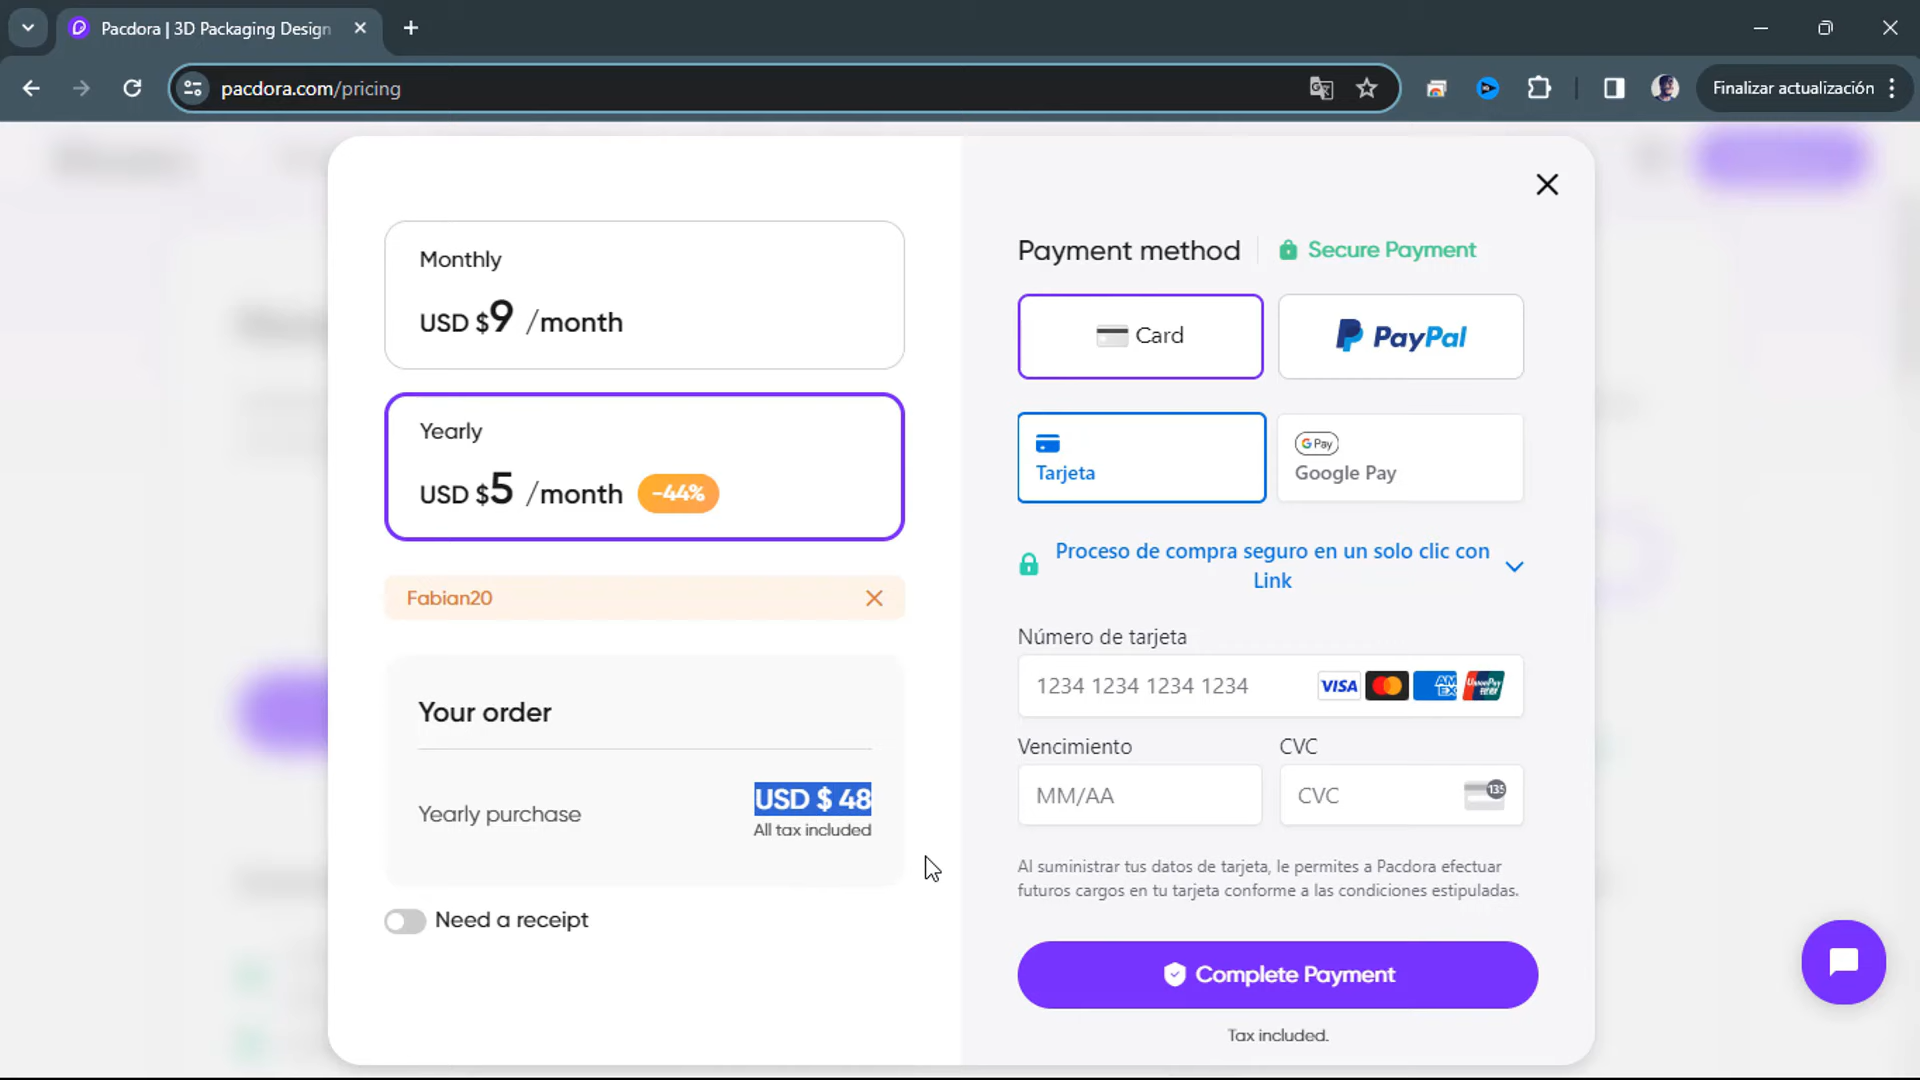 Pacdora | 3D Packaging Design
pacdora.com/pricing
Finalizar actualización
Monthly
USD $9 /month
Yearly
USD $5 /month -44%
Fabian20
Your order
Yearly purchase
USD $ 48
All tax included
Need a receipt
Payment method
Secure Payment
Card
PayPal
Tarjeta
G Pay
Google Pay
Proceso de compra seguro en un solo clic con
Link
Número de tarjeta
1234 1234 1234 1234
VISA
AM
EX
UnionPay
Vencimiento
CVC
MM/AA
CVC
135
Al suministrar tus datos de tarjeta, le permites a Pacdora efectuar
futuros cargos en tu tarjeta conforme a las condiciones estipuladas.
Complete Payment
Tax included.